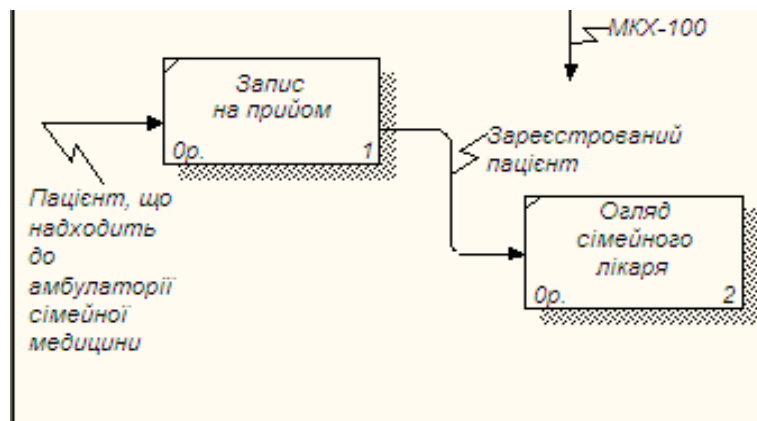 МКХ-100
Запис
на прийом
0р.
1
Зареєстрований
пацієнт
Пацієнт, що
надходить
до
амбулаторії
сімейної
медицини
Огляд
сімейного
лікаря
0р.
2